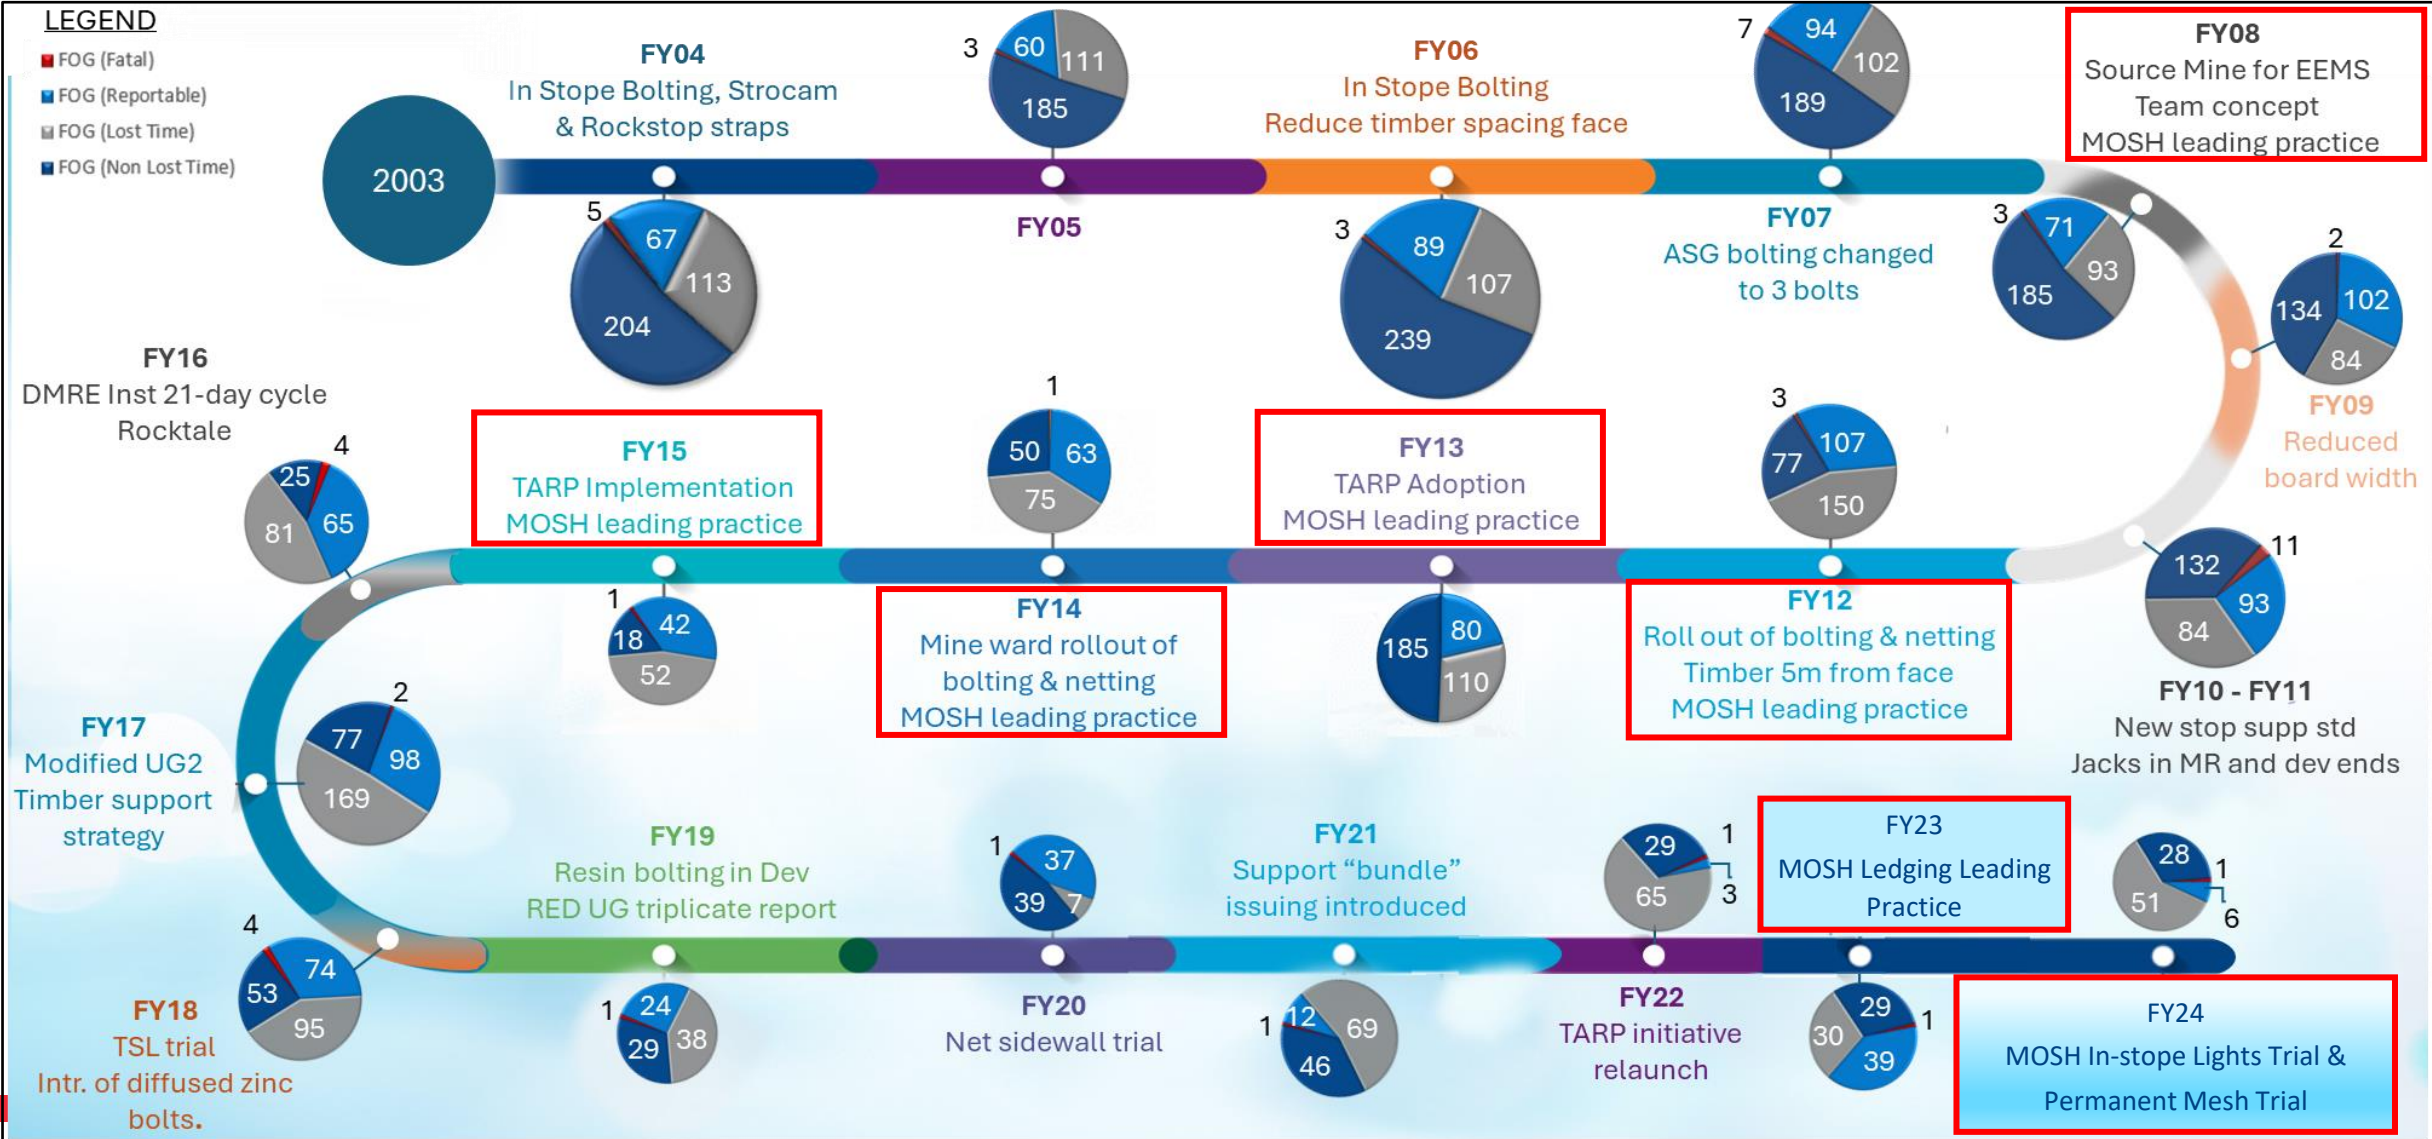 LEGEND
FOG (Fatal)
FOG (Reportable)
FOG (Lost Time)
FOG (Non Lost Time)
2003
FY04
In Stope Bolting, Strocam
& Rockstop straps
5
67
113
204
3
60
111
185
FY05
FY06
In Stope Bolting
Reduce timber spacing face
3
89
107
239
7
94
102
189
FY07
ASG bolting changed
to 3 bolts
FY08
Source Mine for EEMS
Team concept
MOSH leading practice
3
71
93
185
2
134
102
84
FY09
Reduced
board width
132
11
93
84
FY10 - FY11
New stop supp std
Jacks in MR and dev ends
3
107
77
150
FY12
Roll out of bolting & netting
Timber 5m from face
MOSH leading practice
FY13
TARP Adoption
MOSH leading practice
185
80
110
1
50
63
75
FY14
Mine ward rollout of
bolting & netting
MOSH leading practice
FY15
TARP Implementation
MOSH leading practice
1
42
18
52
FY16
DMRE Inst 21-day cycle
Rocktale
4
25
65
81
FY17
Modified UG2
Timber support
strategy
2
77
98
169
4
74
53
95
FY18
TSL trial
Intr. of diffused zinc
bolts.
FY19
Resin bolting in Dev
RED UG triplicate report
1
24
29
38
1
37
39
7
FY20
Net sidewall trial
FY21
Support “bundle”
issuing introduced
1
12
69
46
29
1
3
65
FY22
TARP initiative
relaunch
FY23
MOSH Ledging Leading
Practice
29
1
30
39
28
1
6
51
FY24
MOSH In-stope Lights Trial &
Permanent Mesh Trial